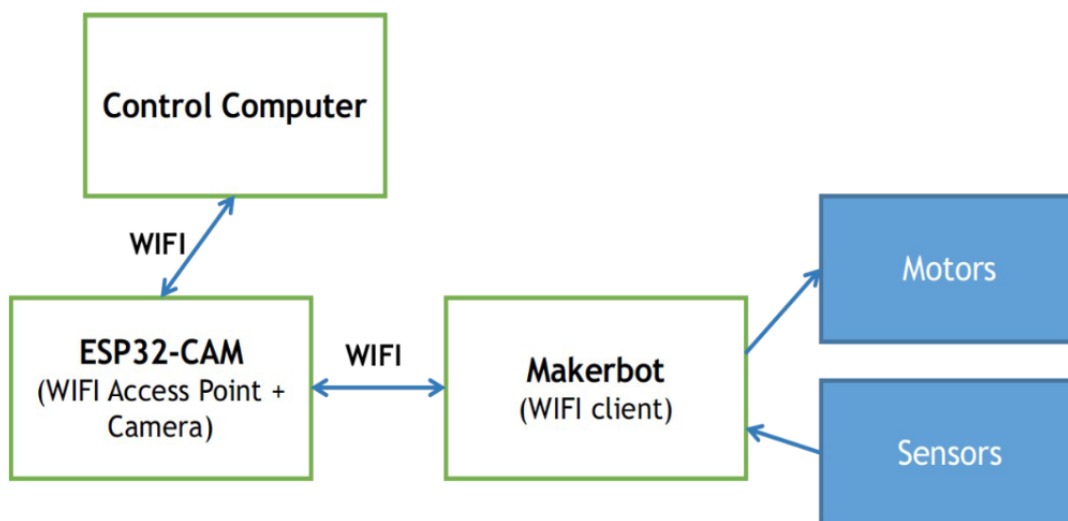 Control Computer
WIFI
ESP32-CAM
(WIFI Access Point +
Camera)
WIFI
Makerbot
(WIFI client)
Motors
Sensors